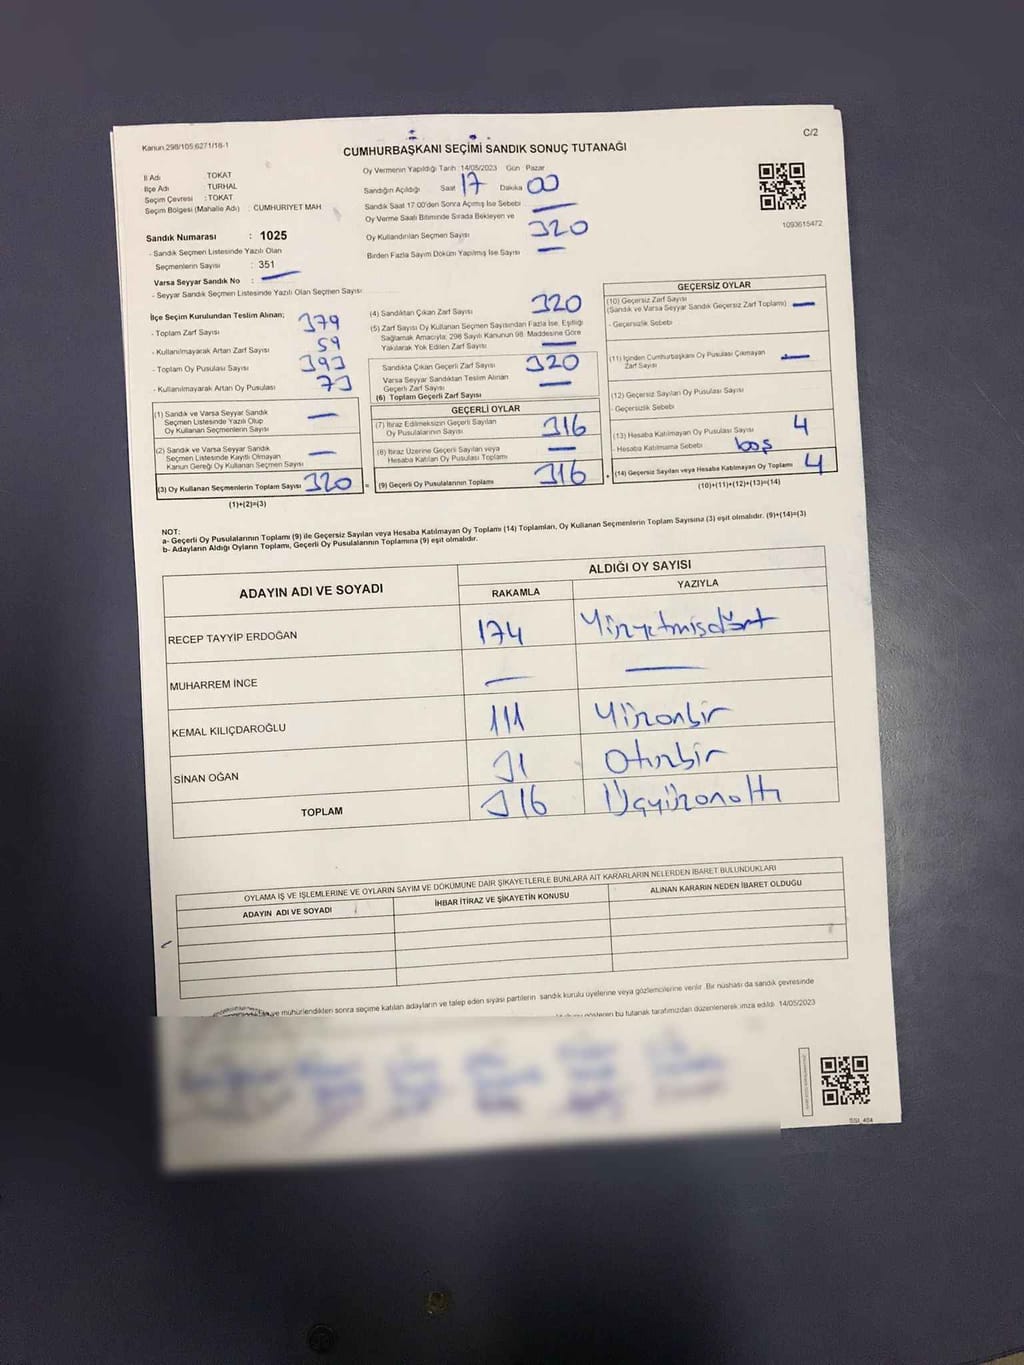 Kanun 298/105;6271/18-1
C/2
CUMHURBAŞKANI SEÇİMİ SANDIK SONUÇ TUTANAĞI
İl Adı : TOKAT
İlçe Adı : TURHAL
Seçim Çevresi : TOKAT
Seçim Bölgesi (Mahalle Adı) : CUMHURİYET MAH
Oy Vermenin Yapıldığı Tarih :14/05/2023 Gün Pazar
Sandığın Açıldığı Saat 17 Dakika 00
Sandık Saat 17:00'den Sonra Açımış İse Sebebi —
Oy Verme Saati Bitiminde Sırada Bekleyen ve
Oy Kullandırılan Seçmen Sayısı 320
Birden Fazla Sayım Döküm Yapılmış İse Sayısı —
1093615472
Sandık Numarası : 1025
- Sandık Seçmen Listesinde Yazılı Olan
Seçmenlerin Sayısı : 351
Varsa Seyyar Sandık No : —
- Seyyar Sandık Seçmen Listesinde Yazılı Olan Seçmen Sayısı
İlçe Seçim Kurulundan Teslim Alınan;
- Toplam Zarf Sayısı 379
- Kullanılmayarak Artan Zarf Sayısı 59
- Toplam Oy Pusulası Sayısı 393
- Kullanılmayarak Artan Oy Pusulası 73
(1) Sandık ve Varsa Seyyar Sandık
Seçmen Listesinde Yazılı Olup
Oy Kullanan Seçmenlerin Sayısı —
(2) Sandık ve Varsa Seyyar Sandık
Seçmen Listesinde Kayıtlı Olmayan
Kanun Gereği Oy Kullanan Seçmen Sayısı —
(3) Oy Kullanan Seçmenlerin Toplam Sayısı 320
(1)+(2)=(3)
(4) Sandıktan Çıkan Zarf Sayısı 320
(5) Zarf Sayısı Oy Kullanan Seçmen Sayısından Fazla İse, Eşitliği
Sağlamak Amacıyla; 298 Sayılı Kanunun 98. Maddesine Göre
Yakılarak Yok Edilen Zarf Sayısı —
Sandıkta Çıkan Geçerli Zarf Sayısı 320
Varsa Seyyar Sandıktan Teslim Alınan
Geçerli Zarf Sayısı —
(6) Toplam Geçerli Zarf Sayısı
GEÇERLİ OYLAR
(7) İtiraz Edilmeksizin Geçerli Sayılan
Oy Pusulalarının Sayısı 316
(8) İtiraz Üzerine Geçerli Sayılan veya
Hesaba Katılan Oy Pusulası Toplamı —
= (9) Geçerli Oy Pusulalarının Toplamı 316
GEÇERSİZ OYLAR
(10) Geçersiz Zarf Sayısı
(Sandık ve Varsa Seyyar Sandık Geçersiz Zarf Toplamı) —
- Geçersizlik Sebebi
(11) İçinden Cumhurbaşkanı Oy Pusulası Çıkmayan
Zarf Sayısı —
(12) Geçersiz Sayılan Oy Pusulası Sayısı
-Geçersizlik Sebebi
(13) Hesaba Katılmayan Oy Pusulası Sayısı 4
- Hesaba Katılmama Sebebi boş
+ (14) Geçersiz Sayılan veya Hesaba Katılmayan Oy Toplamı 4
(10)+(11)+(12)+(13)=(14)
NOT:
a- Geçerli Oy Pusulalarının Toplamı (9) ile Geçersiz Sayılan veya Hesaba Katılmayan Oy Toplamı (14) Toplamları, Oy Kullanan Seçmenlerin Toplam Sayısına (3) eşit olmalıdır. (9)+(14)=(3)
b- Adayların Aldığı Oyların Toplamı, Geçerli Oy Pusulalarının Toplamına (9) eşit olmalıdır.
ADAYIN ADI VE SOYADI
ALDIĞI OY SAYISI
RAKAMLA YAZIYLA
RECEP TAYYİP ERDOĞAN 174 Yüzyetmişdört
MUHARREM İNCE — —
KEMAL KILIÇDAROĞLU 111 Yüzonbir
SİNAN OĞAN 31 Otuzbir
TOPLAM 316 Üçyüzonaltı
OYLAMA İŞ VE İŞLEMLERİNE VE OYLARIN SAYIM VE DÖKÜMÜNE DAİR ŞİKAYETLERLE BUNLARA AİT KARARLARIN NELERDEN İBARET BULUNDUKLARI
ADAYIN ADI VE SOYADI İHBAR İTİRAZ VE ŞİKAYETİN KONUSU ALINAN KARARIN NEDEN İBARET OLDUĞU
ve mühürlendikten sonra seçime katılan adayların ve talep eden siyasi partilerin sandık kurulu üyelerine veya gözlemcilerine verilir. Bir nüshası da sandık çevresinde
gösteren bu tutanak tarafımızdan düzenlenerek imza edildi. 14/05/2023